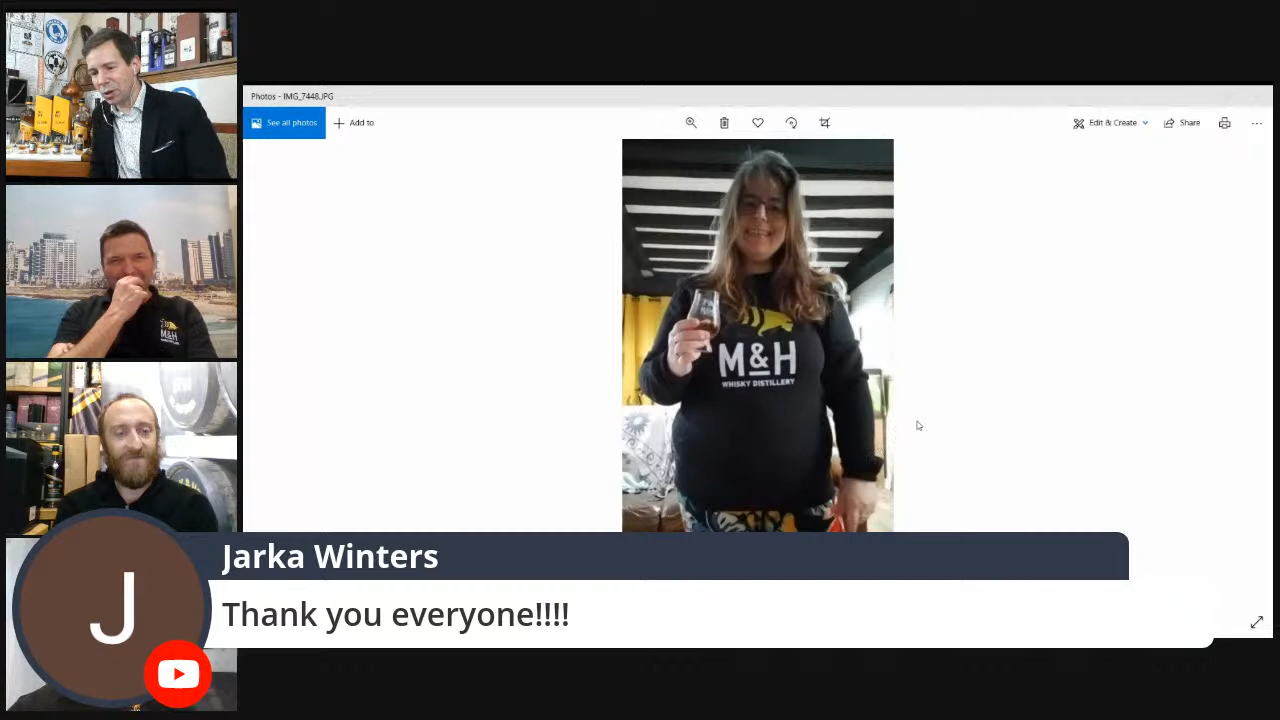 Photos - IMG_7448.JPG
See all photos
Add to
Edit & Create
Share
M&H
M&H
WHISKY DISTILLERY
Jarka Winters
J
Thank you everyone!!!!